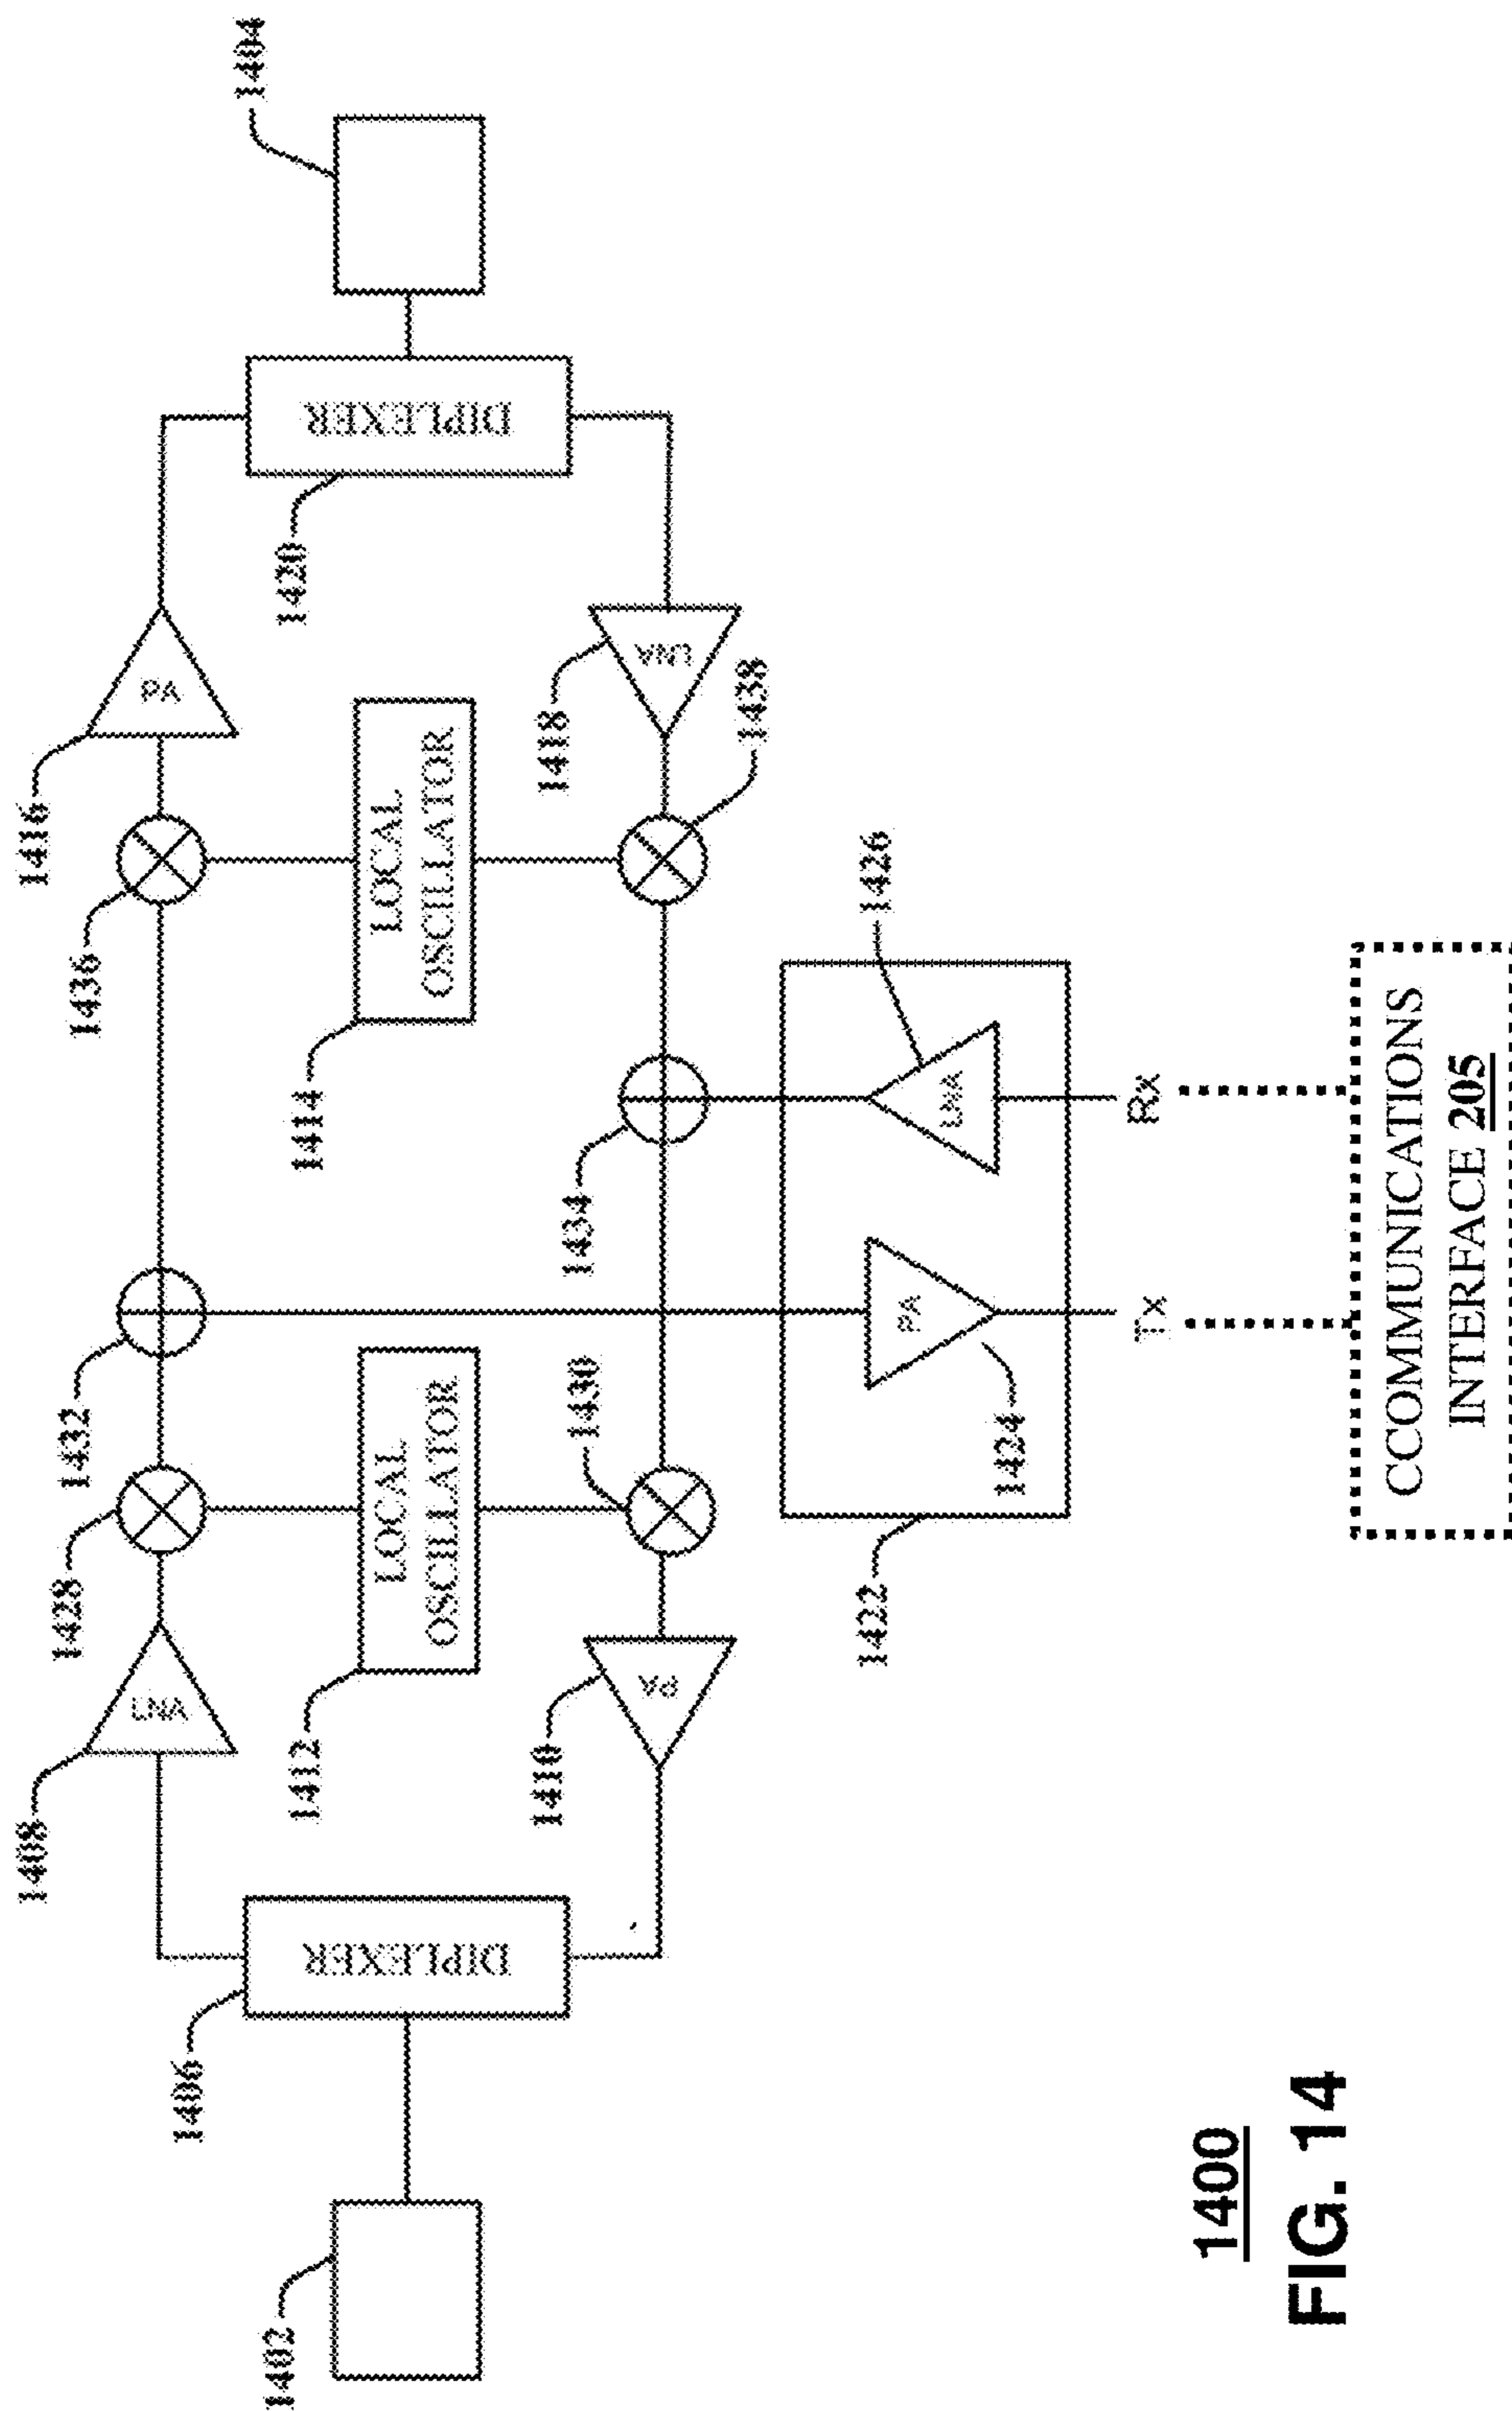 1404
1416
PA
1436
1420
DIPLEXER
LOCAL
OSCILLATOR
1414
1418
LNA
1438
1432
1434
1426
LNA
Rx
1428
LOCAL
OSCILLATOR
1412
1430
PA
1424
Tx
1422
CCOMMUNICATIONS
INTERFACE 205
1408
LNA
1410
PA
1406
DIPLEXER
1402
1400
FIG. 14